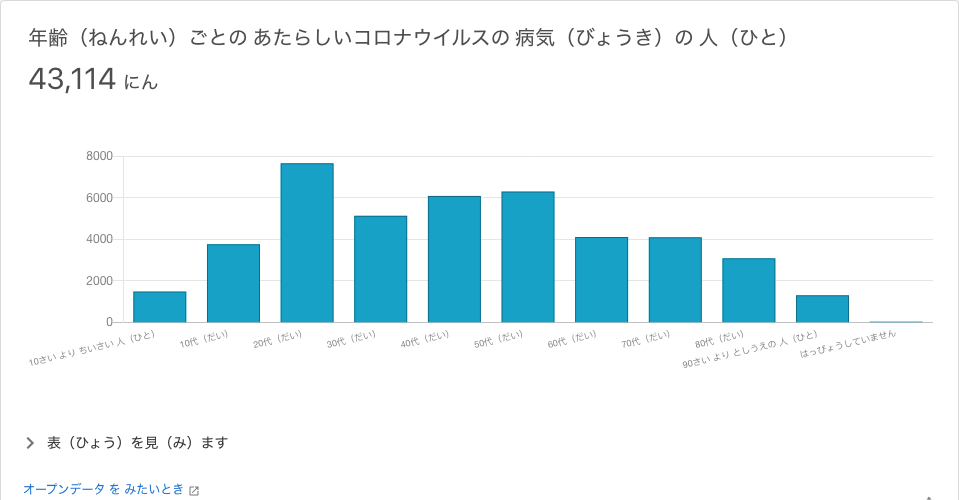 年齢（ねんれい）ごとの あたらしいコロナウイルスの 病気（びょうき）の 人（ひと）
43,114 にん
8000
6000
4000
2000
0
10さい より ちいさい 人（ひと）
10代（だい）
20代（だい）
30代（だい）
40代（だい）
50代（だい）
60代（だい）
70代（だい）
80代（だい）
90さい より としうえの 人（ひと）
はっぴょうしていません
表（ひょう）を見（み）ます
オープンデータ を みたいとき